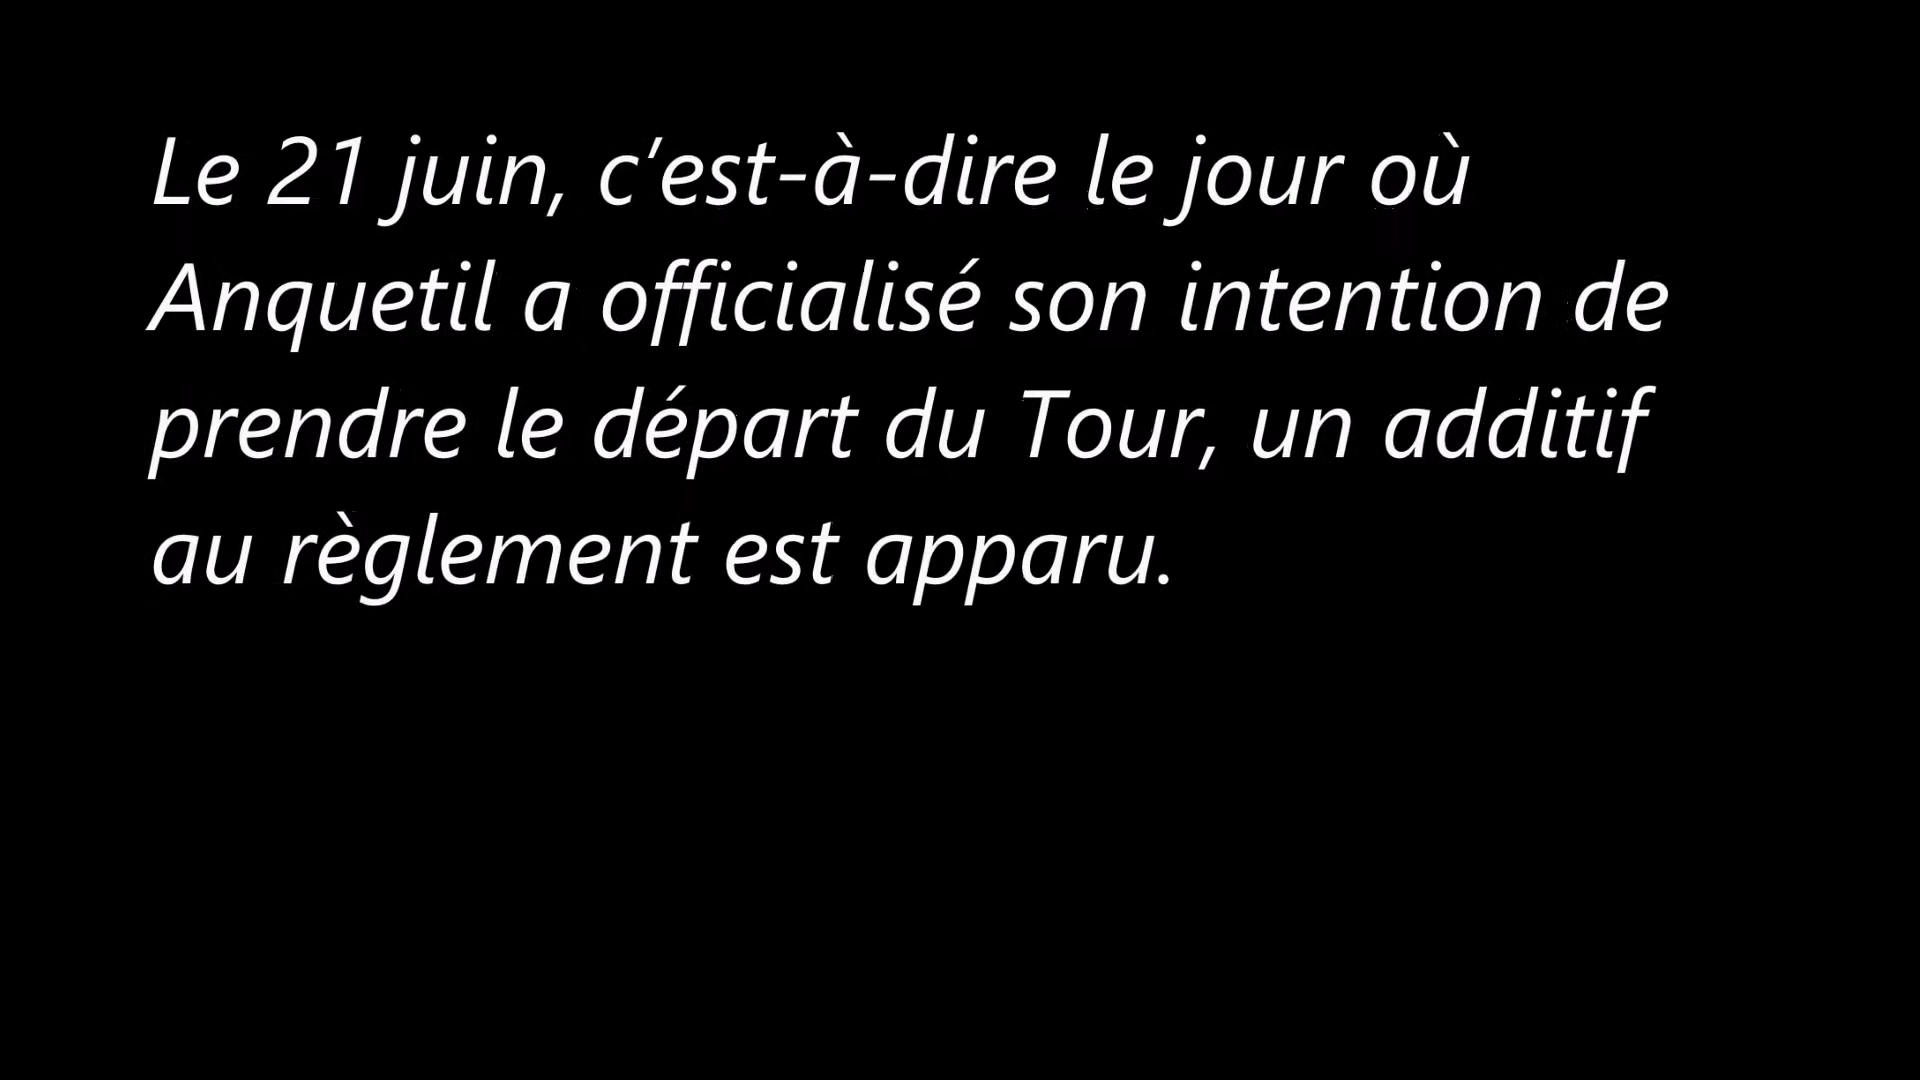 Le 21 juin, c’est-à-dire le jour où
Anquetil a officialisé son intention de
prendre le départ du Tour, un additif
au règlement est apparu.